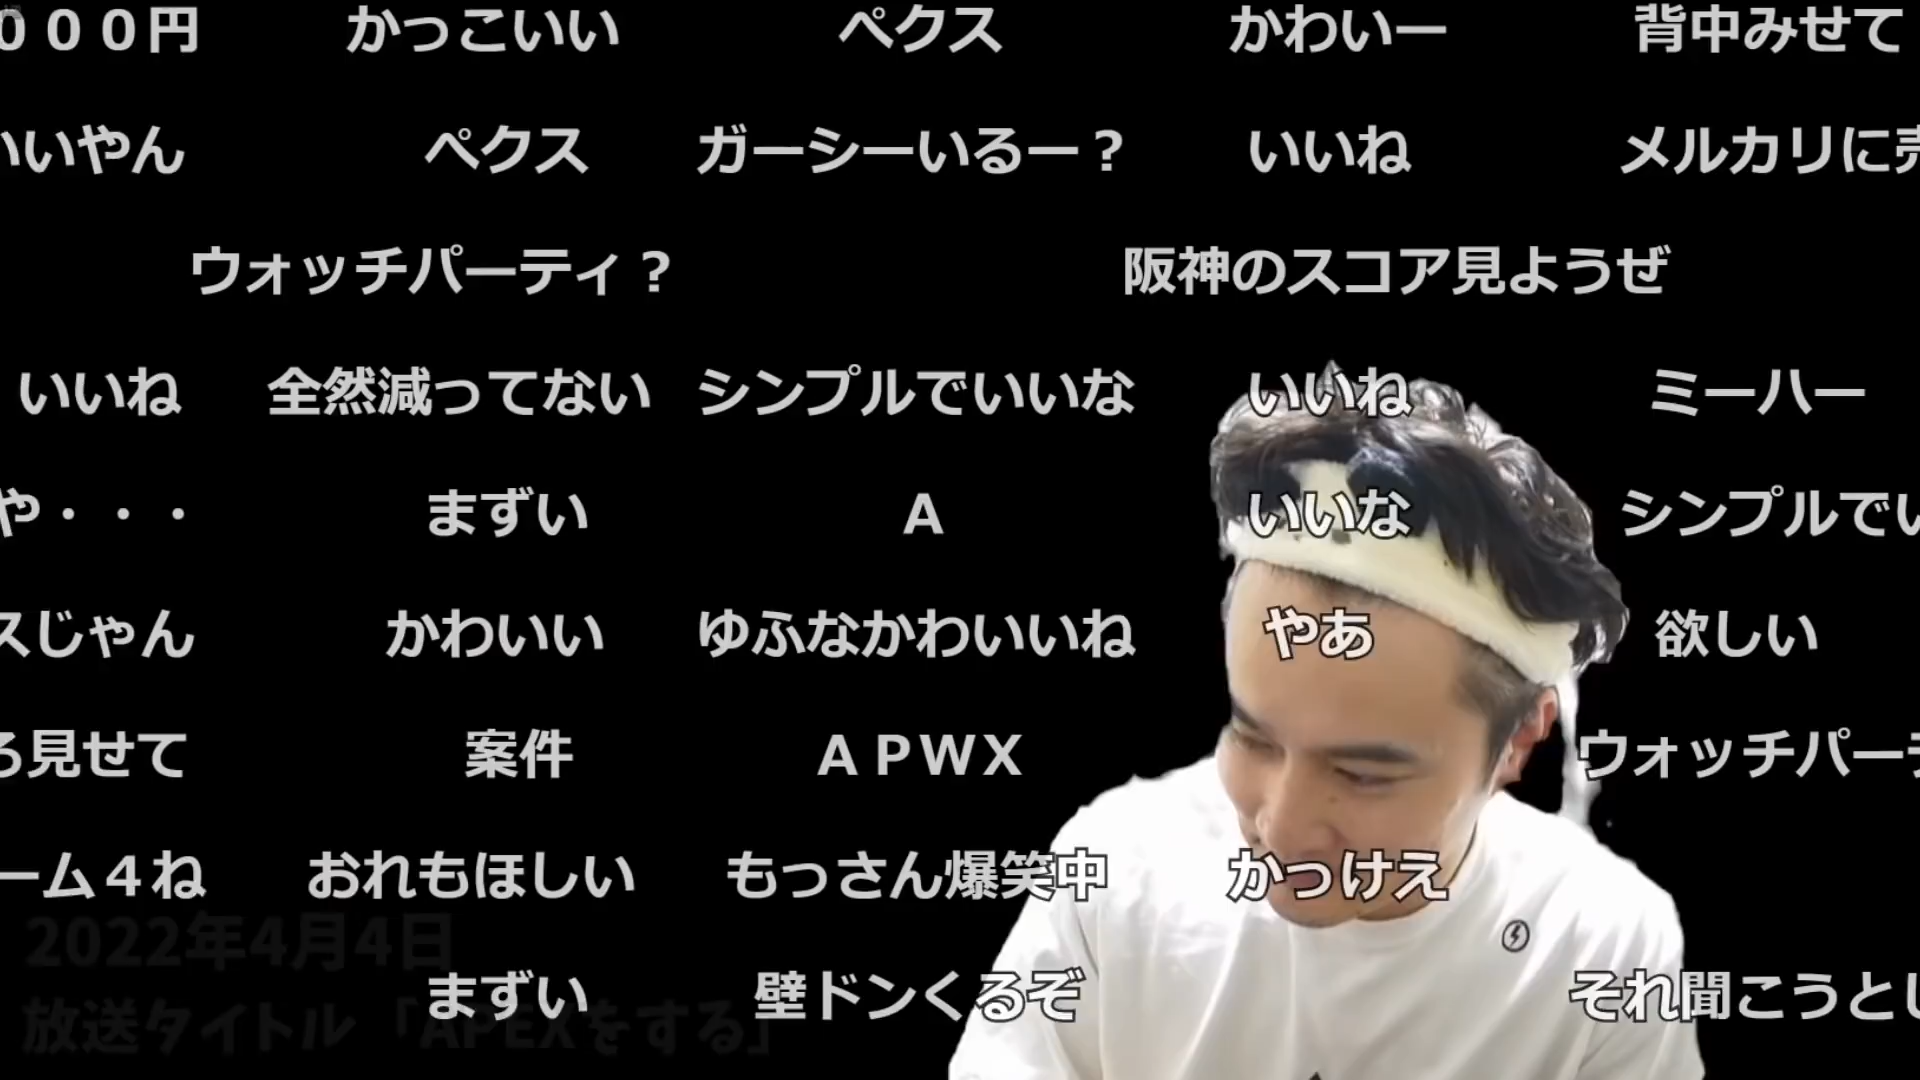 ０００円 かっこいい ペクス かわいー 背中みせて
いいやん ペクス ガーシーいるー？ いいね メルカリに売
ウォッチパーティ？ 阪神のスコア見ようぜ
いいね 全然減ってない シンプルでいいな いいね ミーハー
や・・・ まずい A いいな シンプルでい
スじゃん かわいい ゆふなかわいいね やあ 欲しい
ろ見せて 案件 ＡＰＷＸ ウォッチパーテ
ーム４ね おれもほしい もっさん爆笑中 かっけえ
2022年4月4日
まずい 壁ドンくるぞ それ聞こうとし
放送タイトル「APEXをする」